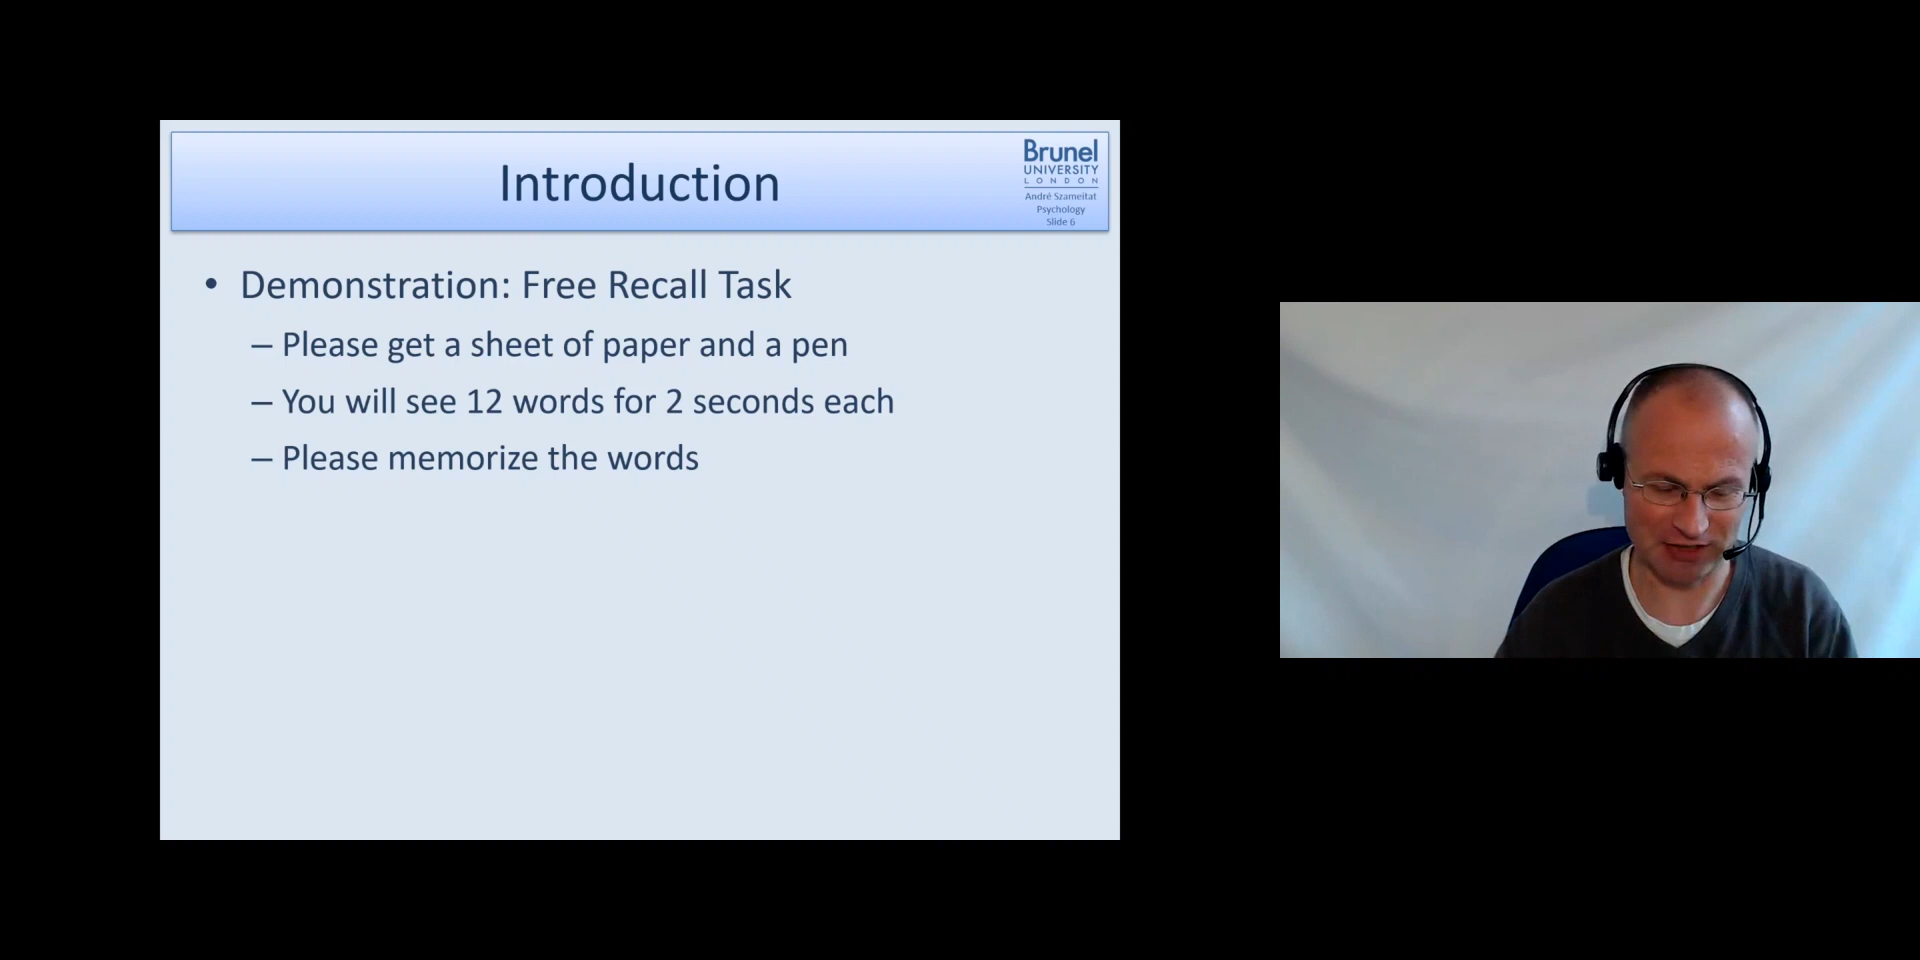 Introduction
Brunel
UNIVERSITY
LONDON
André Szameitat
Psychology
Slide 6
• Demonstration: Free Recall Task
– Please get a sheet of paper and a pen
– You will see 12 words for 2 seconds each
– Please memorize the words